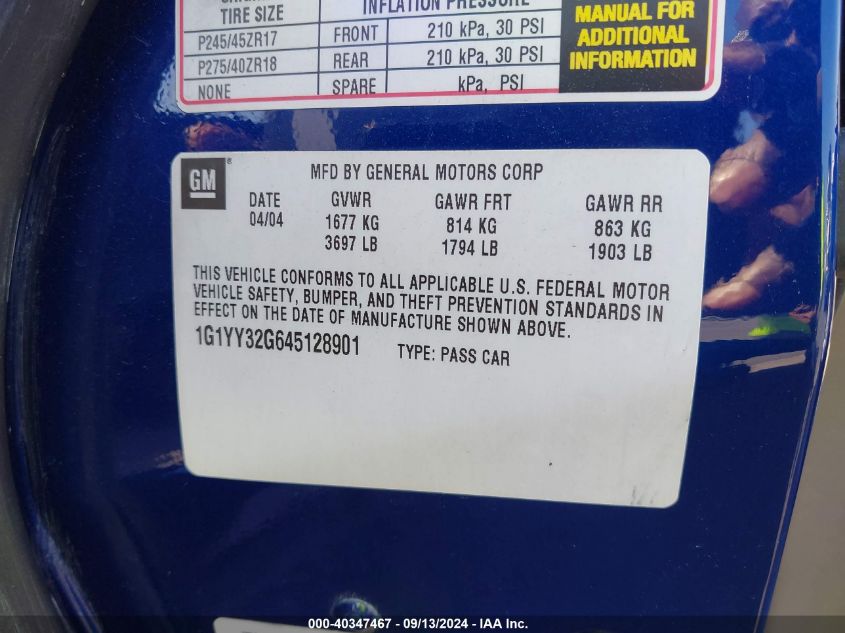 TIRE SIZE INFLATION PRESSURE
P245/45ZR17 FRONT 210 kPa, 30 PSI
P275/40ZR18 REAR 210 kPa, 30 PSI
NONE SPARE kPa, PSI
MANUAL FOR
ADDITIONAL
INFORMATION
GM ®
MFD BY GENERAL MOTORS CORP
DATE GVWR GAWR FRT GAWR RR
04/04 1677 KG 814 KG 863 KG
3697 LB 1794 LB 1903 LB
THIS VEHICLE CONFORMS TO ALL APPLICABLE U.S. FEDERAL MOTOR
VEHICLE SAFETY, BUMPER, AND THEFT PREVENTION STANDARDS IN
EFFECT ON THE DATE OF MANUFACTURE SHOWN ABOVE.
1G1YY32G645128901 TYPE: PASS CAR
000-40347467 - 09/13/2024 - IAA Inc.